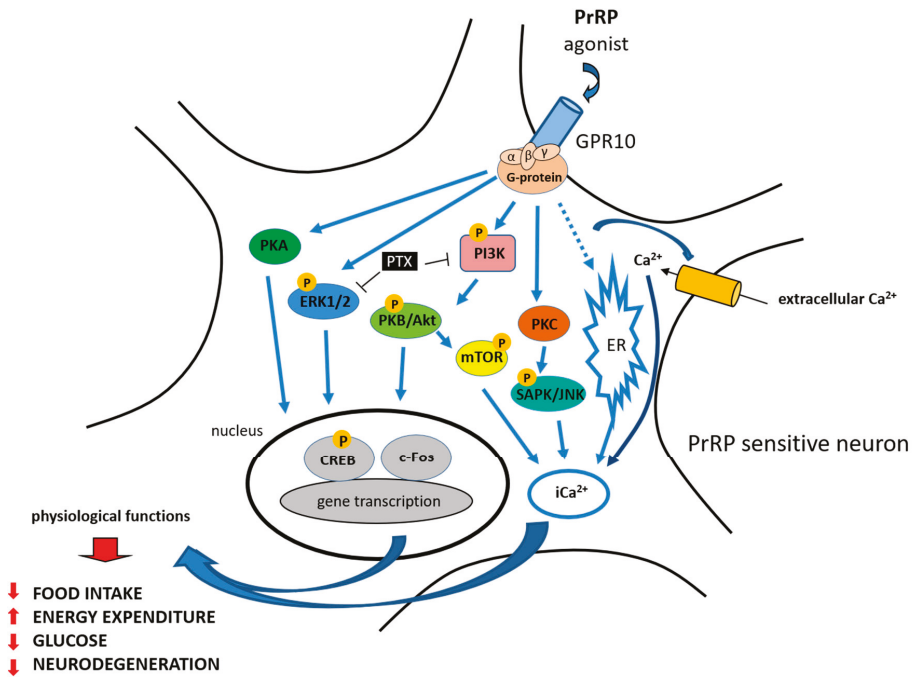 PrRP
agonist
GPR10
α β γ
G-protein
PKA
P
PI3K
PTX
Ca²⁺
P
ERK1/2
extracellular Ca²⁺
P
PKB/Akt
PKC
ER
P
mTOR
P
SAPK/JNK
nucleus
P
CREB
c-Fos
PrRP sensitive neuron
gene transcription
iCa²⁺
physiological functions
FOOD INTAKE
ENERGY EXPENDITURE
GLUCOSE
NEURODEGENERATION